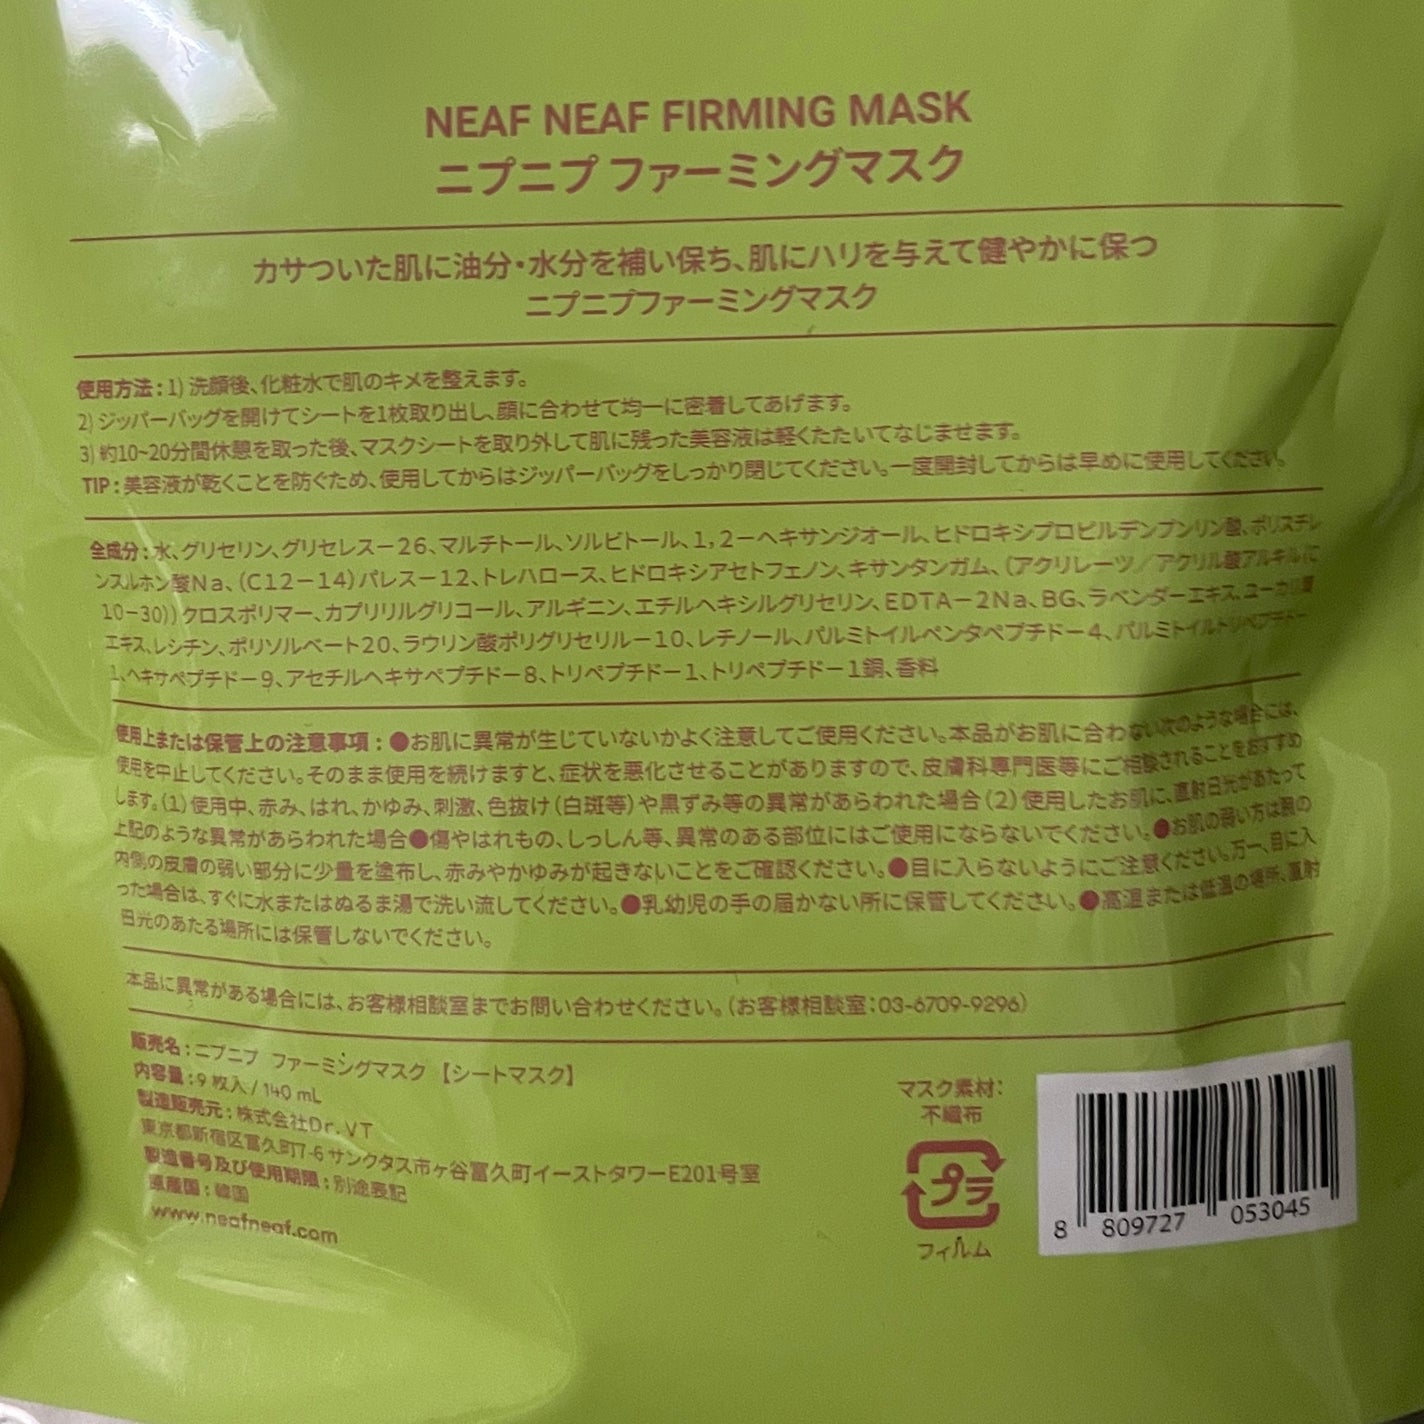 NEAF NEAF FIRMING MASK
ニプニプ ファーミングマスク
カサついた肌に油分・水分を補い保ち、肌にハリを与えて健やかに保つ
ニプニプファーミングマスク
使用方法：1) 洗顔後、化粧水で肌のキメを整えます。
2) ジッパーバッグを開けてシートを1枚取り出し、顔に合わせて均一に密着してあげます。
3) 約10~20分間休憩を取った後、マスクシートを取り外して肌に残った美容液は軽くたたいてなじませます。
TIP：美容液が乾くことを防ぐため、使用してからはジッパーバッグをしっかり閉じてください。一度開封してからは早めに使用してください。
全成分：水、グリセリン、グリセレス－26、マルチトール、ソルビトール、1，2－ヘキサンジオール、ヒドロキシプロピルデンプンリン酸、ポリスチレ
ンスルホン酸Na、（C12－14）パレス－12、トレハロース、ヒドロキシアセトフェノン、キサンタンガム、（アクリレーツ／アクリル酸アルキル（C
10－30））クロスポリマー、カプリリルグリコール、アルギニン、エチルヘキシルグリセリン、EDTA－2Na、BG、ラベンダーエキス、ユーカリ葉
エキス、レシチン、ポリソルベート20、ラウリン酸ポリグリセリル－10、レチノール、パルミトイルペンタペプチド－4、パルミトイルトリペプチド－
1、ヘキサペプチド－9、アセチルヘキサペプチド－8、トリペプチド－1、トリペプチド－1銅、香料
使用上または保管上の注意事項：●お肌に異常が生じていないかよく注意してご使用ください。本品がお肌に合わない次のような場合には、
使用を中止してください。そのまま使用を続けますと、症状を悪化させることがありますので、皮膚科専門医等にご相談されることをおすすめ
します。（1）使用中、赤み、はれ、かゆみ、刺激、色抜け（白斑等）や黒ずみ等の異常があらわれた場合（2）使用したお肌に、直射日光があたって
上記のような異常があらわれた場合●傷やはれもの、しっしん等、異常のある部位にはご使用にならないでください。●お肌の弱い方は腕の
内側の皮膚の弱い部分に少量を塗布し、赤みやかゆみが起きないことをご確認ください。●目に入らないようにご注意ください。万一、目に入
った場合は、すぐに水またはぬるま湯で洗い流してください。●乳幼児の手の届かない所に保管してください。●高温または低温の場所、直射
日光のあたる場所には保管しないでください。
本品に異常がある場合には、お客様相談室までお問い合わせください。（お客様相談室：03-6709-9296）
販売名：ニプニプ ファーミングマスク 【シートマスク】
内容量：9 枚入 / 140 mL
製造販売元：株式会社Dr.VT
東京都新宿区富久町7-6 サンクタス市ヶ谷富久町イーストタワーE201号室
製造番号及び使用期限：別途表記
原産国：韓国
www.neafneaf.com
マスク素材：
不織布
プラ
フィルム
8 809727 053045